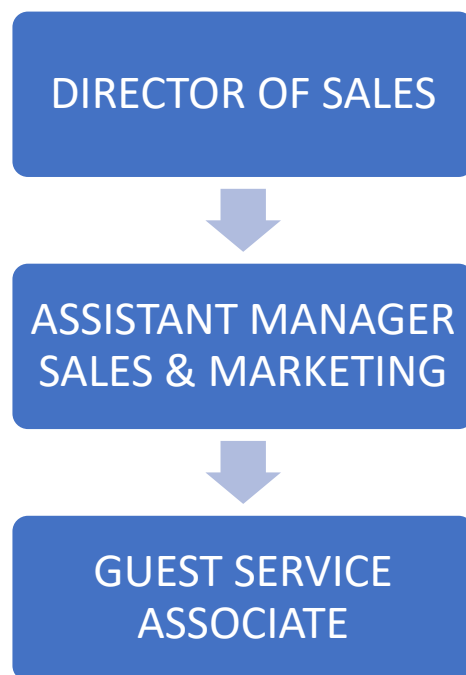 DIRECTOR OF SALES
ASSISTANT MANAGER
SALES & MARKETING
GUEST SERVICE
ASSOCIATE